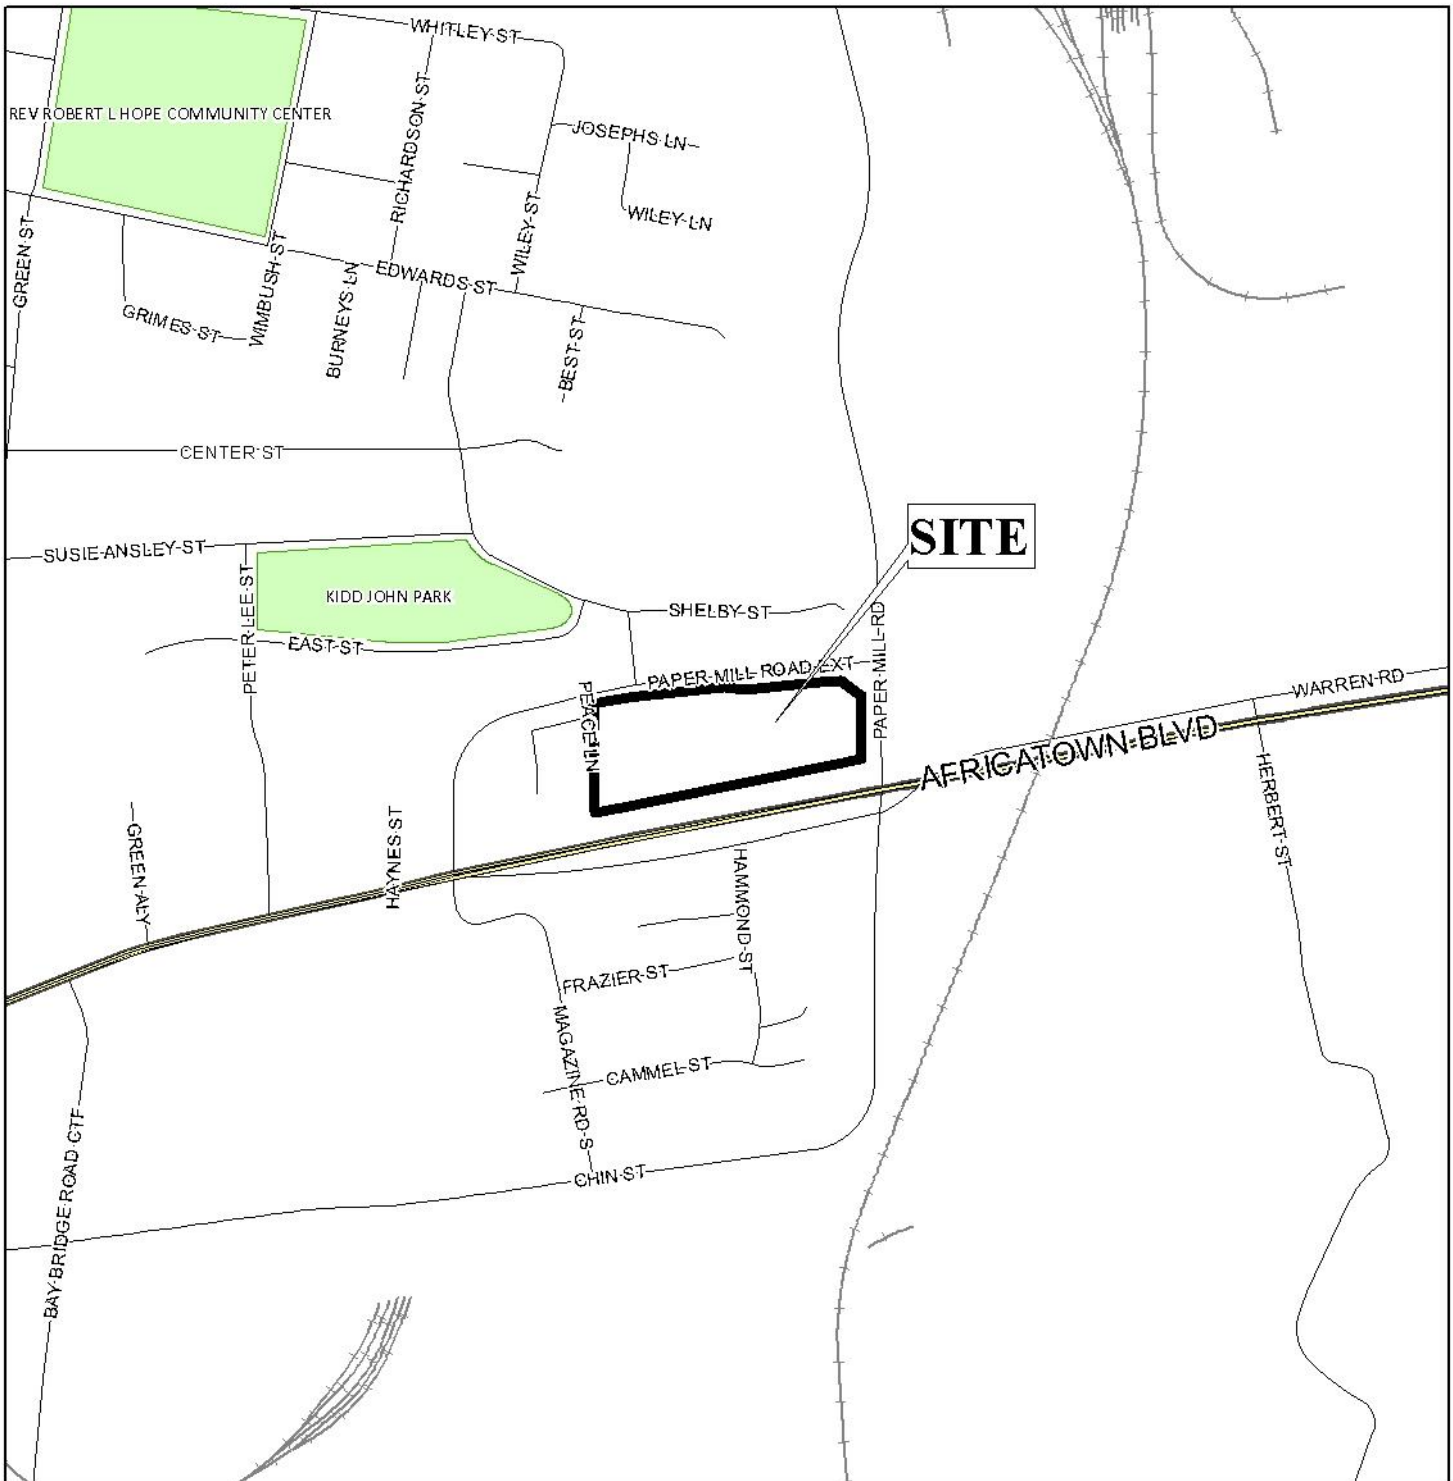 WHITLEY ST
REV ROBERT L HOPE COMMUNITY CENTER
RICHARDSON ST
JOSEPHS LN
WILEY LN
WILEY ST
GREEN ST
WIMBUSH ST
EDWARDS ST
BURNEYS LN
GRIMES ST
BEST ST
CENTER ST
SITE
SUSIE ANSLEY ST
KIDD JOHN PARK
PETER LEE ST
EAST ST
SHELBY ST
PAPER MILL RD
PAPER MILL ROAD EXT
PEACE LN
WARREN RD
AFRICATOWN BLVD
HERBERT ST
GREEN ALY
HAYNES ST
HAMMOND ST
FRAZIER ST
MAGAZINE RD S
CAMMEL ST
CHIN ST
BAY BRIDGE ROAD CTF